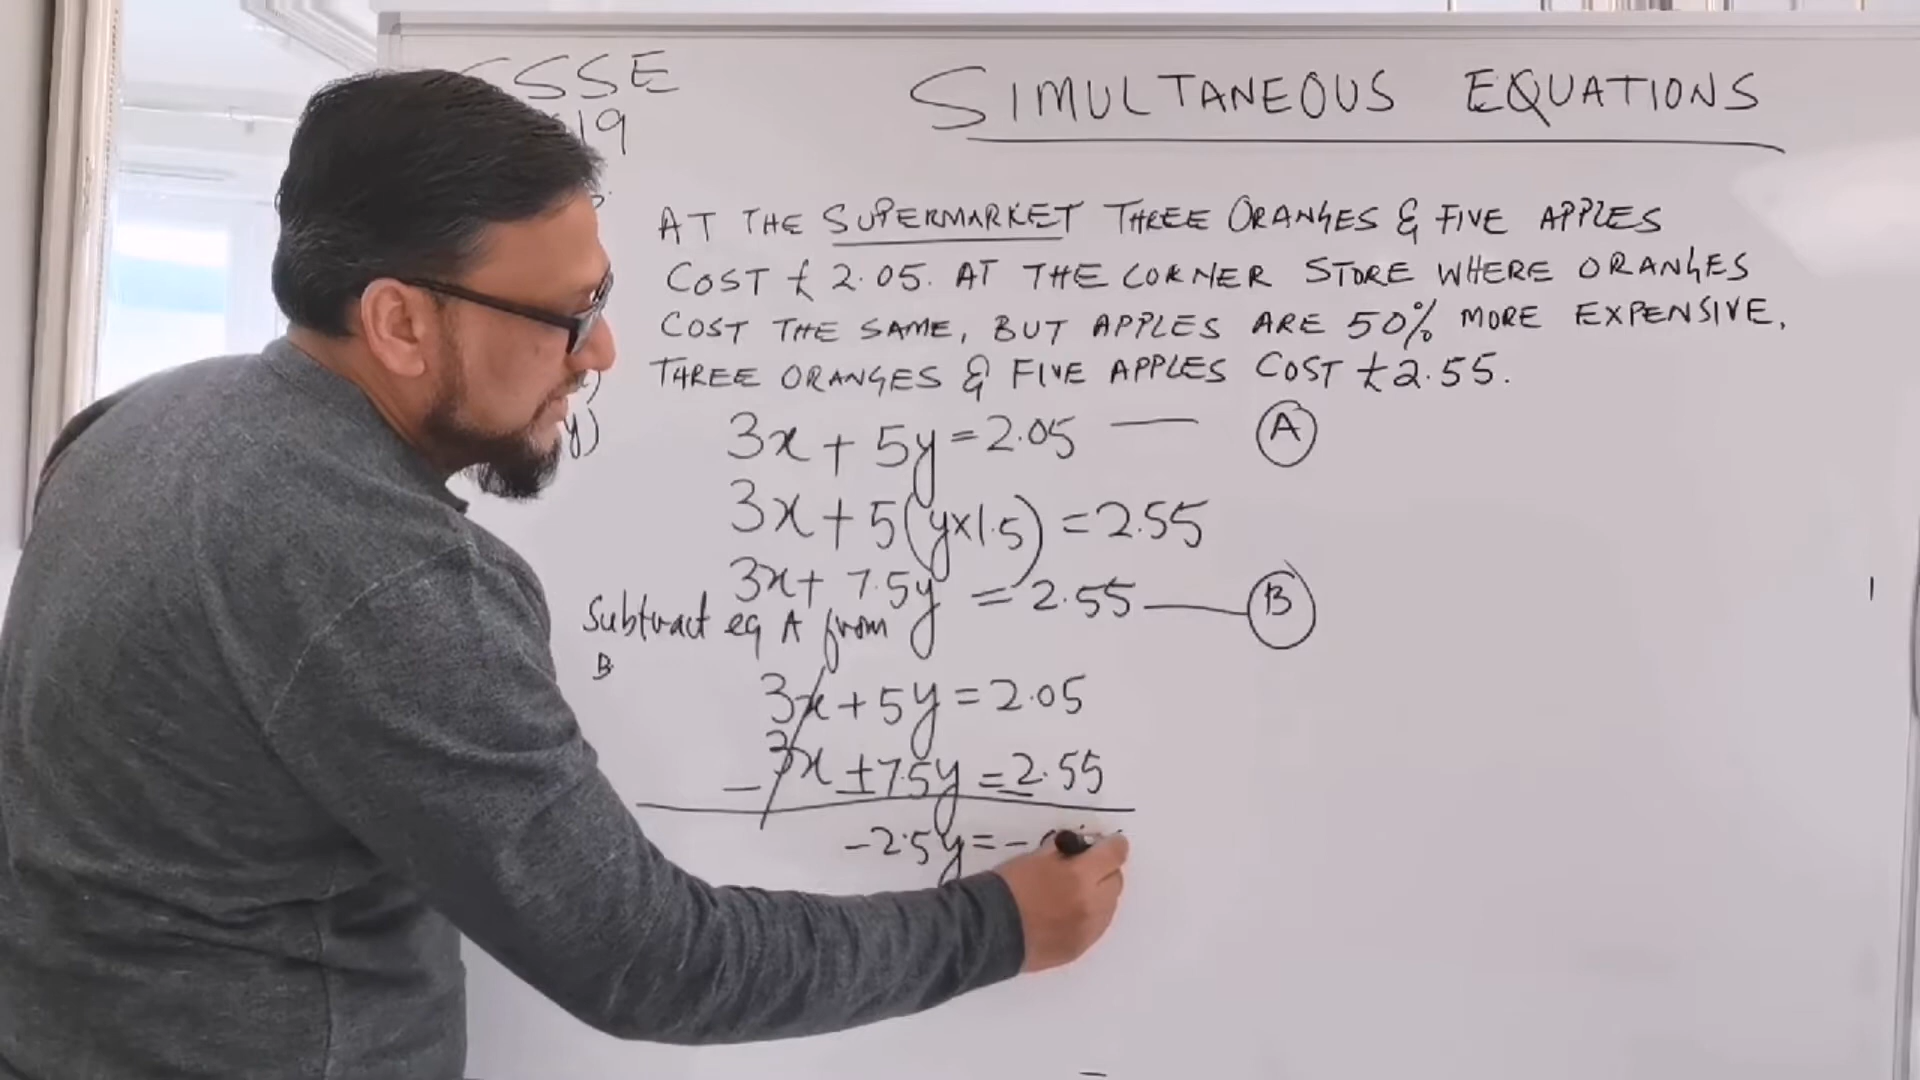 SSE
19
SIMULTANEOUS EQUATIONS
AT THE SUPERMARKET THREE ORANGES & FIVE APPLES
COST £2.05. AT THE CORNER STORE WHERE ORANGES
COST THE SAME, BUT APPLES ARE 50% MORE EXPENSIVE,
THREE ORANGES & FIVE APPLES COST £2.55.
y)
3x + 5y = 2.05 — A
3x + 5(y×1.5) = 2.55
3x + 7.5y = 2.55 — B
Subtract eq A from
B
3x + 5y = 2.05
- 3x ± 7.5y = 2.55
-2.5y = -